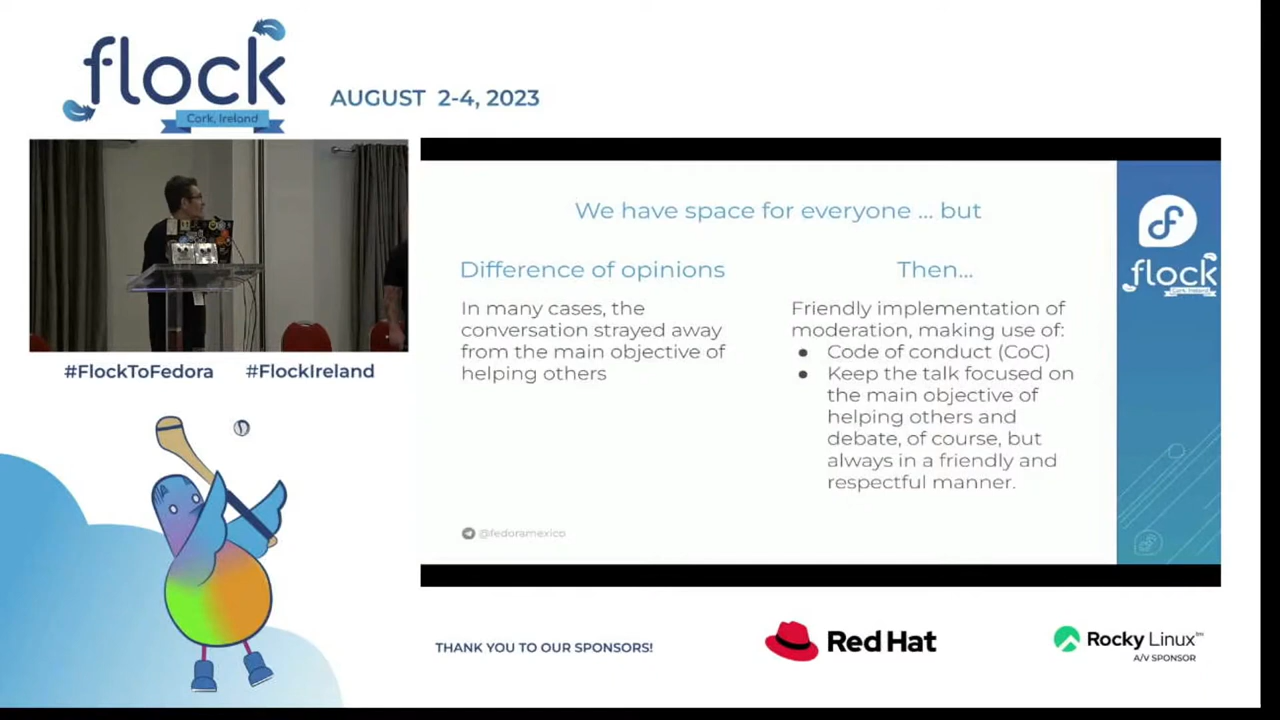 flock
Cork, Ireland
AUGUST 2-4, 2023
#FlockToFedora #FlockIreland
We have space for everyone ... but
Difference of opinions
In many cases, the
conversation strayed away
from the main objective of
helping others
Then...
Friendly implementation of
moderation, making use of:
● Code of conduct (CoC)
● Keep the talk focused on
the main objective of
helping others and
debate, of course, but
always in a friendly and
respectful manner.
@fedoramexico
flock
Cork, Ireland
THANK YOU TO OUR SPONSORS!
Red Hat
Rocky Linux™
A/V SPONSOR